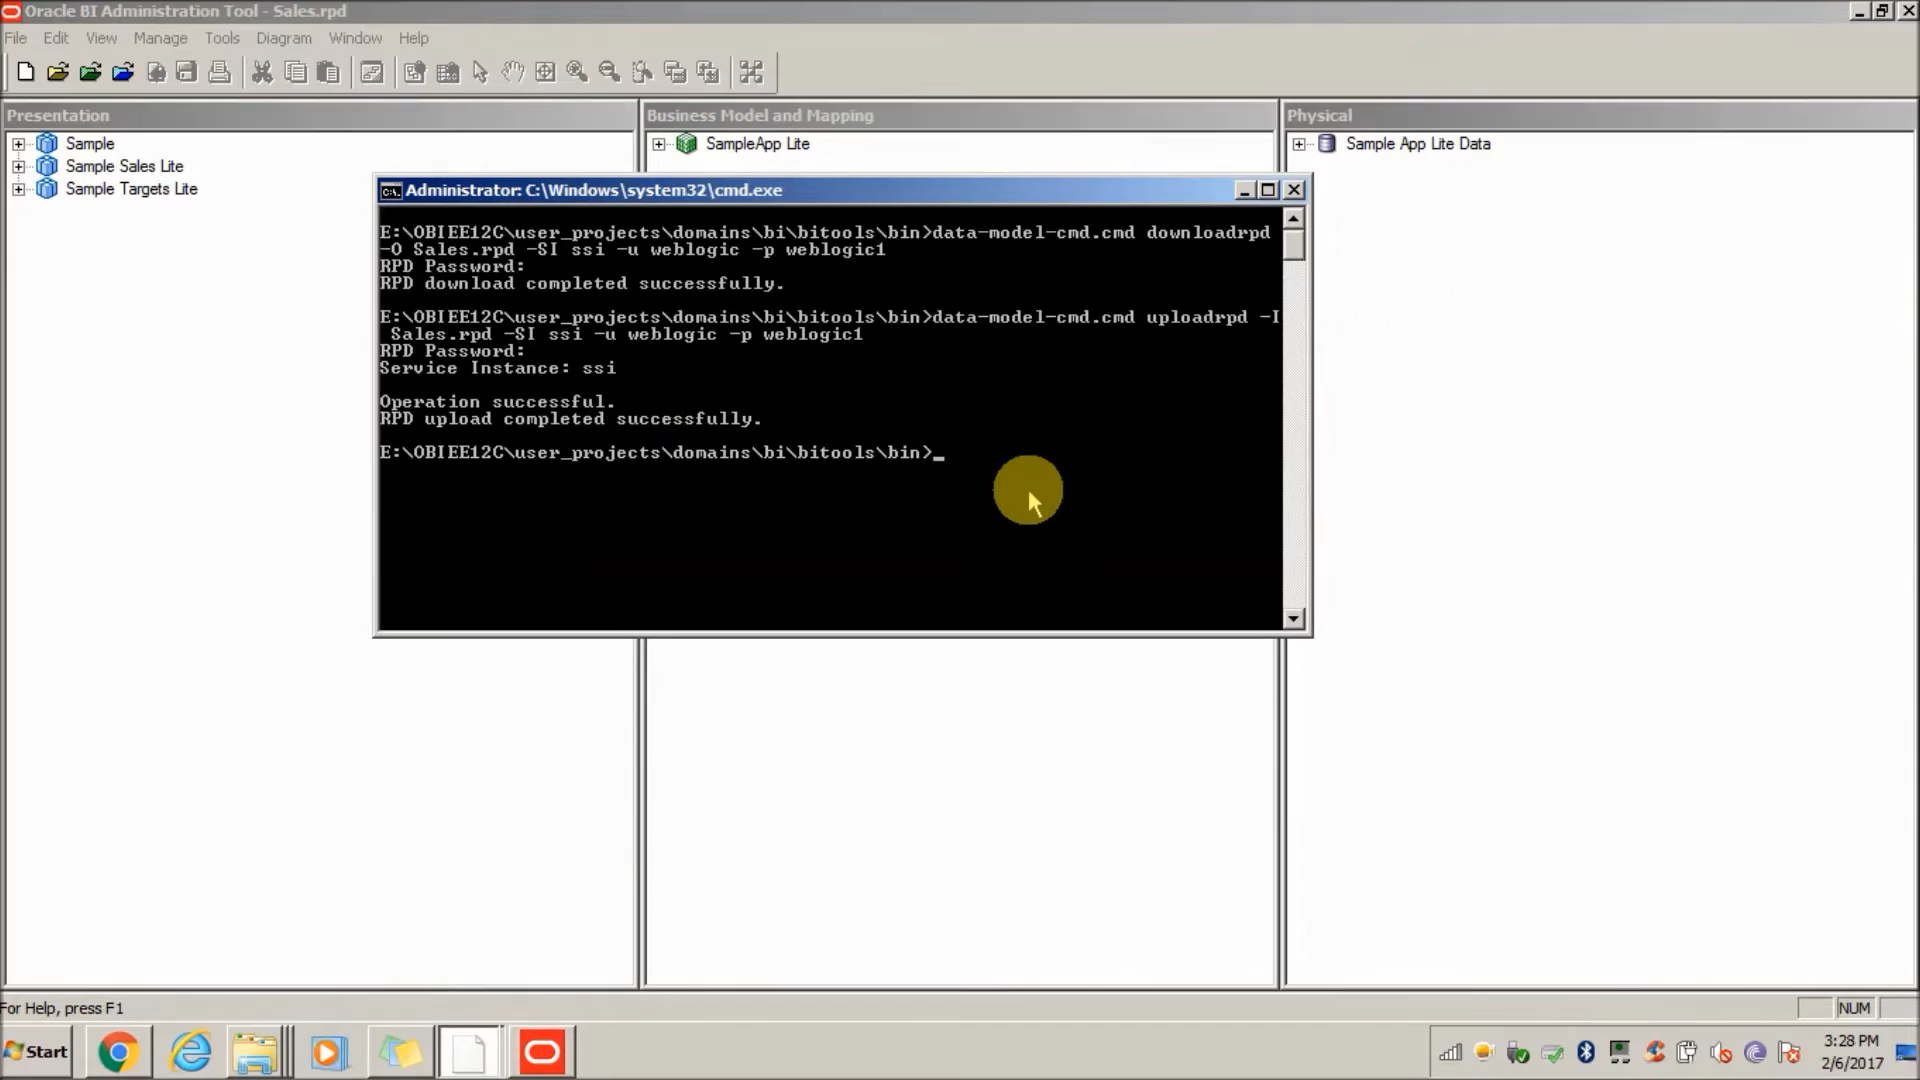 Oracle BI Administration Tool - Sales.rpd
File Edit View Manage Tools Diagram Window Help
Presentation
Sample
Sample Sales Lite
Sample Targets Lite
Business Model and Mapping
SampleApp Lite
Physical
Sample App Lite Data
Administrator: C:\Windows\system32\cmd.exe
E:\OBIEE12C\user_projects\domains\bi\bitools\bin>data-model-cmd.cmd downloadrpd
-O Sales.rpd -SI ssi -u weblogic -p weblogic1
RPD Password:
RPD download completed successfully.
E:\OBIEE12C\user_projects\domains\bi\bitools\bin>data-model-cmd.cmd uploadrpd -I
Sales.rpd -SI ssi -u weblogic -p weblogic1
RPD Password:
Service Instance: ssi
Operation successful.
RPD upload completed successfully.
E:\OBIEE12C\user_projects\domains\bi\bitools\bin>_
For Help, press F1
NUM
Start
3:28 PM
2/6/2017